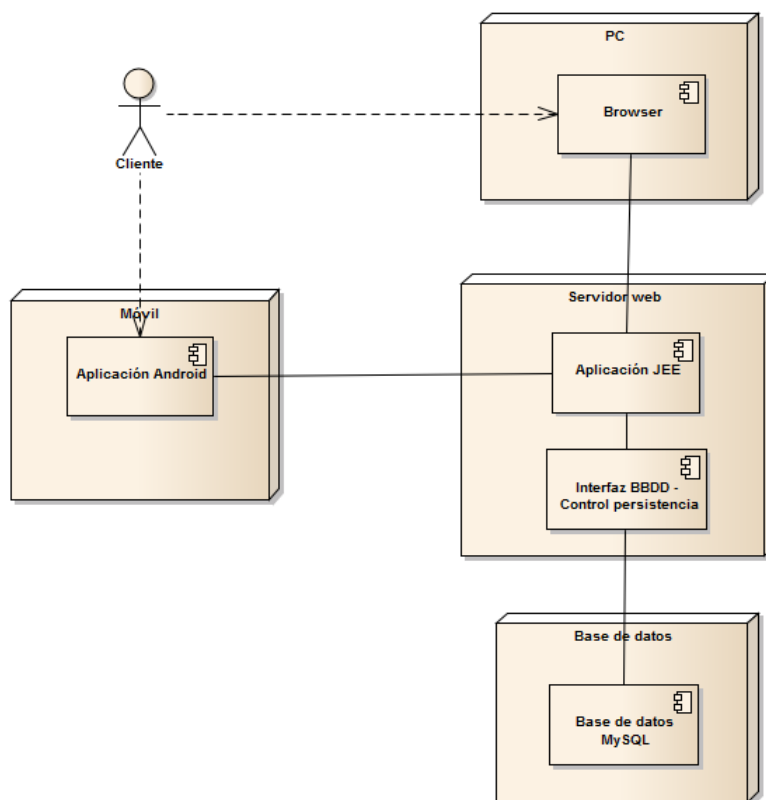 PC
Browser
Cliente
Móvil
Aplicación Android
Servidor web
Aplicación JEE
Interfaz BBDD -
Control persistencia
Base de datos
Base de datos
MySQL